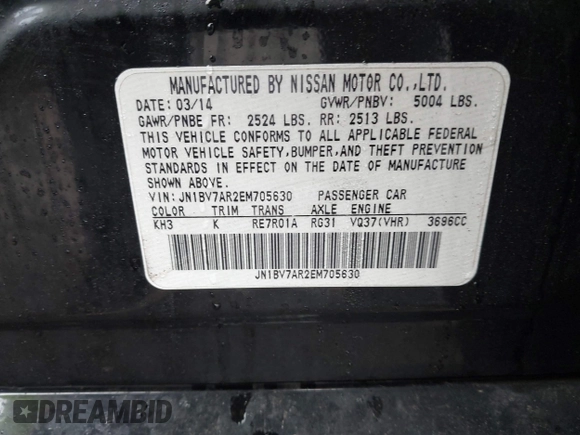 MANUFACTURED BY NISSAN MOTOR CO.,LTD.
DATE: 03/14 GVWR/PNBV: 5004 LBS.
GAWR/PNBE FR: 2524 LBS. RR: 2513 LBS.
THIS VEHICLE CONFORMS TO ALL APPLICABLE FEDERAL
MOTOR VEHICLE SAFETY,BUMPER,AND THEFT PREVENTION
STANDARDS IN EFFECT ON THE DATE OF MANUFACTURE
SHOWN ABOVE.
VIN: JN1BV7AR2EM705630 PASSENGER CAR
COLOR TRIM TRANS AXLE ENGINE
KH3 K RE7R01A RG31 VQ37(VHR) 3696CC
JN1BV7AR2EM705630
DREAMBID